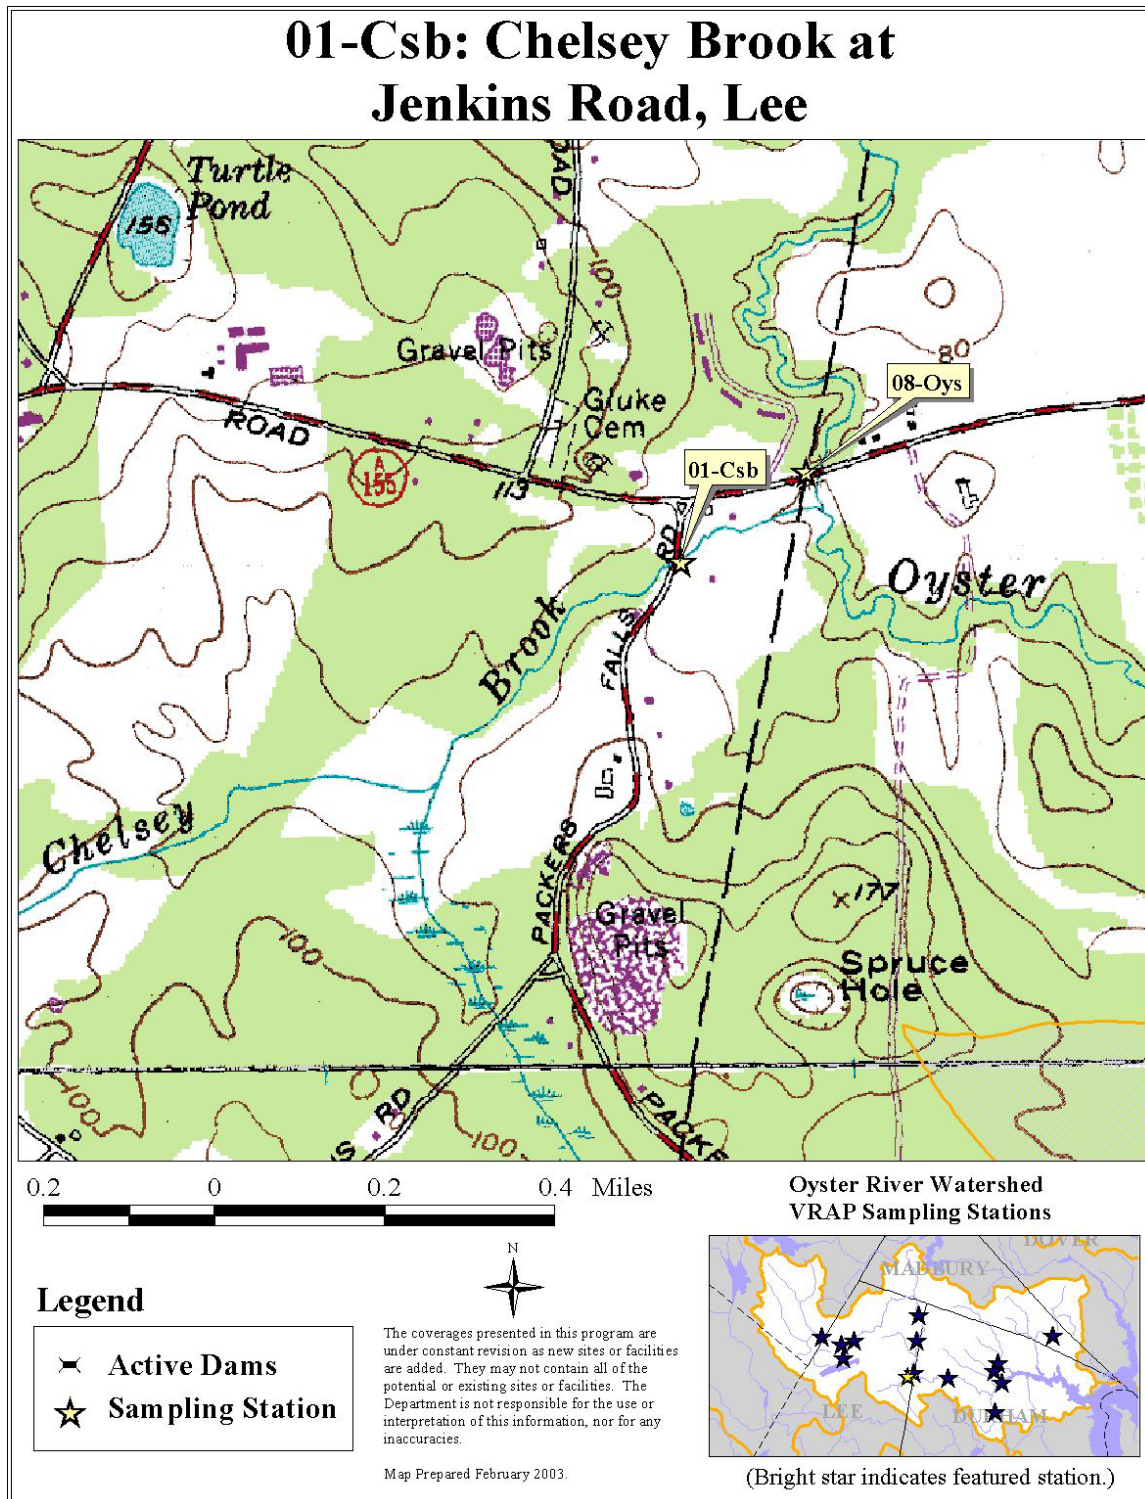 01-Csb: Chelsey Brook at
Jenkins Road, Lee
Turtle
Pond
156
ROAD
100
Gravel Pits
80
08-Oys
Gluke
Cem
ROAD
A
155
113
01-Csb
RD
Oyster
Brook
FALLS
Chelsey
PACKERS
177
Gravel
Pits
Spruce
Hole
100
100
RD
S
100
PACKE
0.2 0 0.2 0.4 Miles
Oyster River Watershed
VRAP Sampling Stations
DOVER
MADBURY
LEE
DURHAM
(Bright star indicates featured station.)
N
Legend
Active Dams
Sampling Station
The coverages presented in this program are
under constant revision as new sites or facilities
are added. They may not contain all of the
potential or existing sites or facilities. The
Department is not responsible for the use or
interpretation of this information, nor for any
inaccuracies.
Map Prepared February 2003.